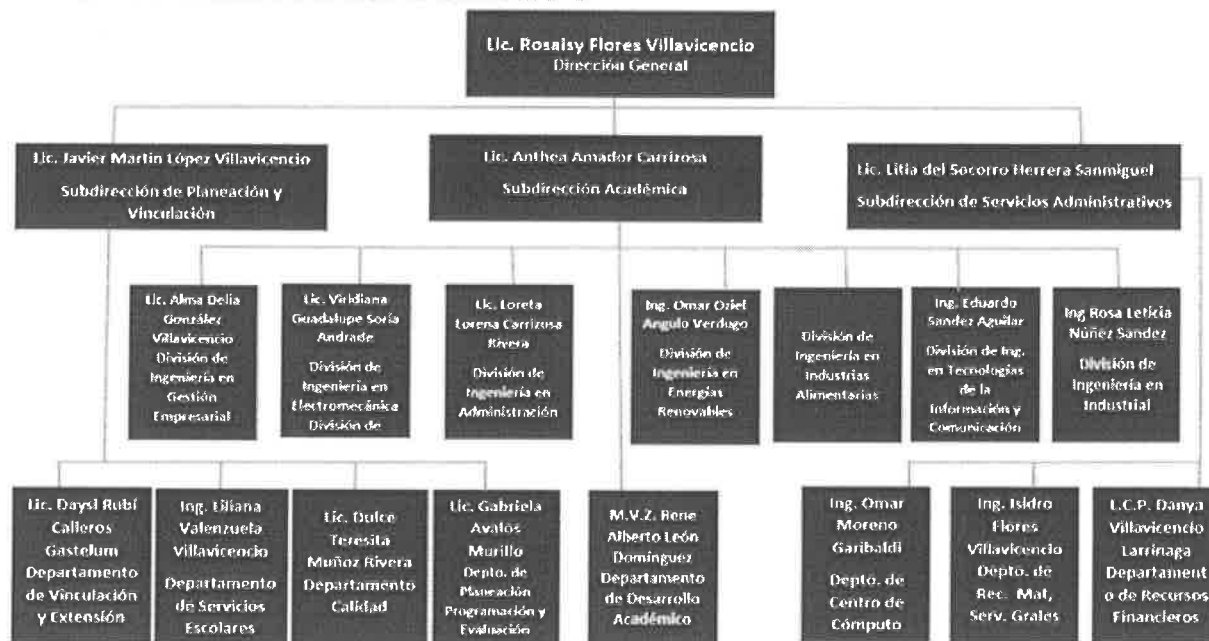 Lic. Rosaisy Flores Villavicencio
Dirección General
Lic. Javier Martin López Villavicencio
Subdirección de Planeación y
Vinculación
Lic. Anthea Amador Carrizosa
Subdirección Académica
Lic. Litia del Socorro Herrera Sanmiguel
Subdirección de Servicios Administrativos
Lic. Alma Delia
González
Villavicencio
División de
Ingeniería en
Gestión
Empresarial
Lic. Viridiana
Guadalupe Soria
Andrade
División de
Ingeniería en
Electromecánica
División de
Lic. Loreta
Lorena Carrizosa
Rivera
División de
Ingeniería en
Administración
Ing. Omar Oziel
Angulo Verdugo
División de
Ingeniería en
Energías
Renovables
División de
Ingeniería en
Industrias
Alimentarias
Ing. Eduardo
Sandez Aguilar
División de Ing.
en Tecnologías
de la
Información y
Comunicación
Ing Rosa Leticia
Núñez Sandez
División de
Ingeniería en
Industrial
Lic. Daysi Rubí
Calleros
Gastelum
Departamento
de Vinculación
y Extensión
Ing. Liliana
Valenzuela
Villavicencio
Departamento
de Servicios
Escolares
Lic. Dulce
Teresita
Muñoz Rivera
Departamento
Calidad
Lic. Gabriela
Avalos
Murillo
Depto. de
Planeación
Programación y
Evaluación
M.V.Z. Rene
Alberto León
Domínguez
Departamento
de Desarrollo
Académico
Ing. Omar
Moreno
Garibaldi
Depto. de
Centro de
Cómputo
Ing. Isidro
Flores
Villavicencio
Depto. de
Rec. Mat,
Serv. Grales
L.C.P. Danya
Villavicencio
Larrinaga
Departament
o de Recursos
Financieros